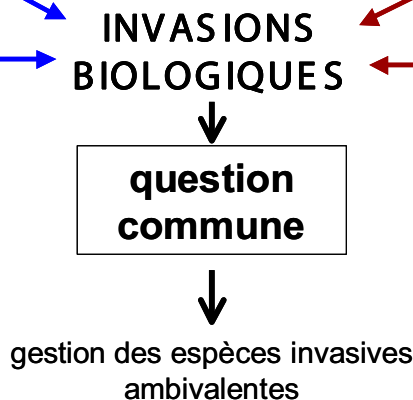 INVASIONS
BIOLOGIQUES
question
commune
gestion des espèces invasives
ambivalentes